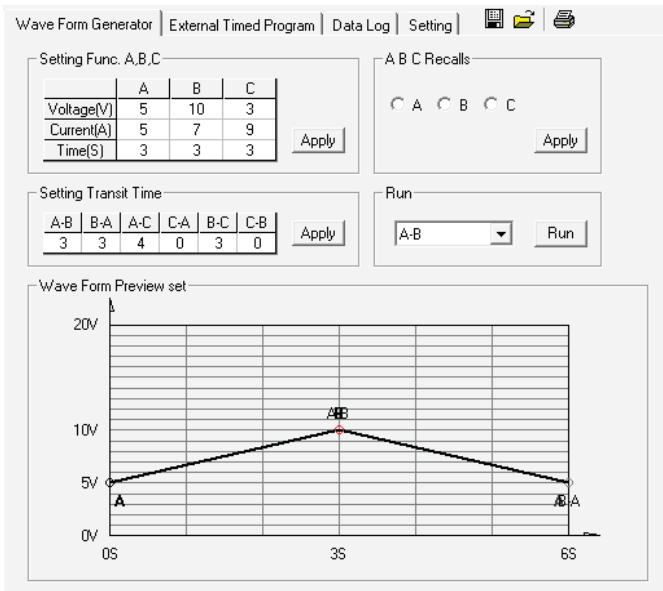 Wave Form Generator External Timed Program Data Log Setting
Setting Func. A,B,C
A B C
Voltage(V) 5 10 3
Current(A) 5 7 9
Time(S) 3 3 3
Apply
A B C Recalls
A B C
Apply
Setting Transit Time
A-B B-A A-C C-A B-C C-B
3 3 4 0 3 0
Apply
Run
A-B Run
Wave Form Preview set
20V
10V
5V
A
B-A
0V
0S 3S 6S